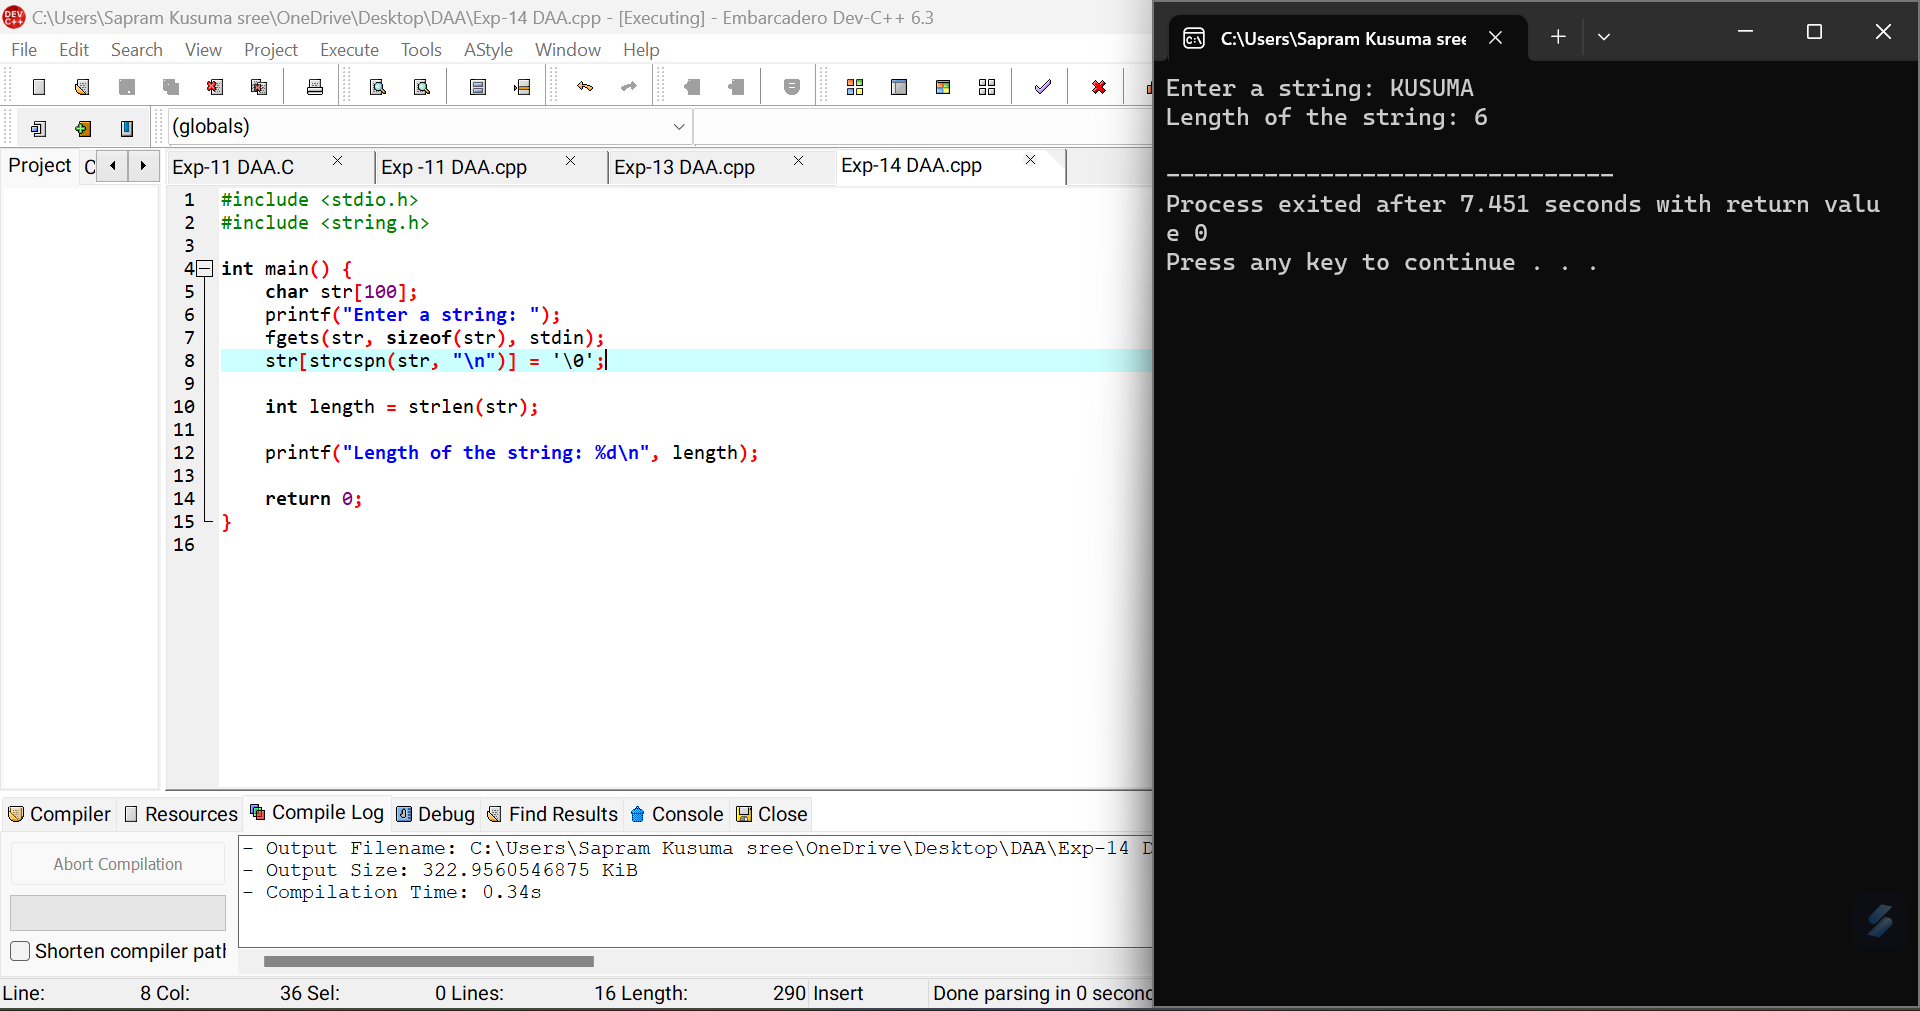 C:\Users\Sapram Kusuma sree\OneDrive\Desktop\DAA\Exp-14 DAA.cpp - [Executing] - Embarcadero Dev-C++ 6.3
File Edit Search View Project Execute Tools AStyle Window Help
(globals)
Project C
Exp-11 DAA.C Exp -11 DAA.cpp Exp-13 DAA.cpp Exp-14 DAA.cpp
1 #include <stdio.h>
2 #include <string.h>
3
4 int main() {
5 char str[100];
6 printf("Enter a string: ");
7 fgets(str, sizeof(str), stdin);
8 str[strcspn(str, "\n")] = '\0';
9
10 int length = strlen(str);
11
12 printf("Length of the string: %d\n", length);
13
14 return 0;
15 }
16
Compiler Resources Compile Log Debug Find Results Console Close
Abort Compilation
Shorten compiler path
- Output Filename: C:\Users\Sapram Kusuma sree\OneDrive\Desktop\DAA\Exp-14 D
- Output Size: 322.9560546875 KiB
- Compilation Time: 0.34s
Line: 8 Col: 36 Sel: 0 Lines: 16 Length: 290 Insert Done parsing in 0 second
C:\Users\Sapram Kusuma sree
Enter a string: KUSUMA
Length of the string: 6
--------------------------------
Process exited after 7.451 seconds with return valu
e 0
Press any key to continue . . .